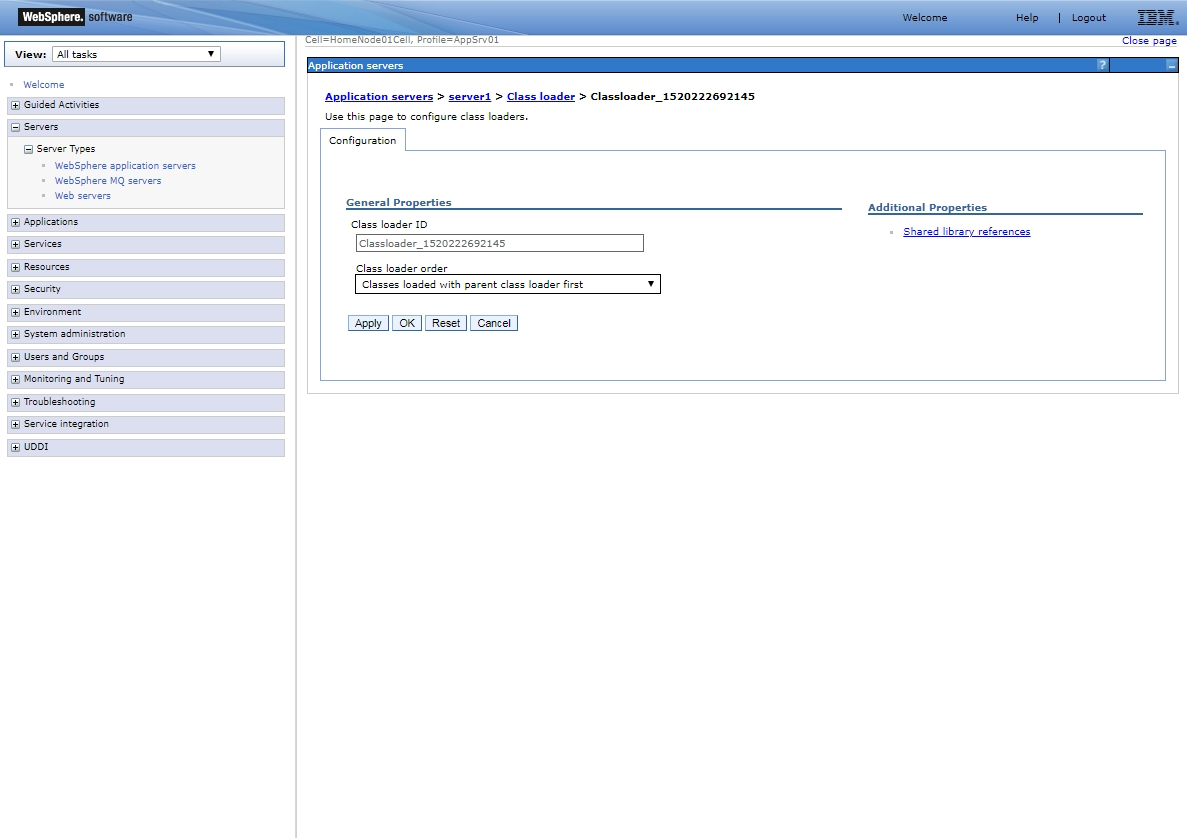 WebSphere. software
Welcome
Help | Logout
IBM.
View: All tasks
Cell=HomeNode01Cell, Profile=AppSrv01
Close page
Welcome
Guided Activities
Servers
Server Types
WebSphere application servers
WebSphere MQ servers
Web servers
Applications
Services
Resources
Security
Environment
System administration
Users and Groups
Monitoring and Tuning
Troubleshooting
Service integration
UDDI
Application servers
?
Application servers > server1 > Class loader > Classloader_1520222692145
Use this page to configure class loaders.
Configuration
General Properties
Class loader ID
Classloader_1520222692145
Class loader order
Classes loaded with parent class loader first
Apply OK Reset Cancel
Additional Properties
Shared library references